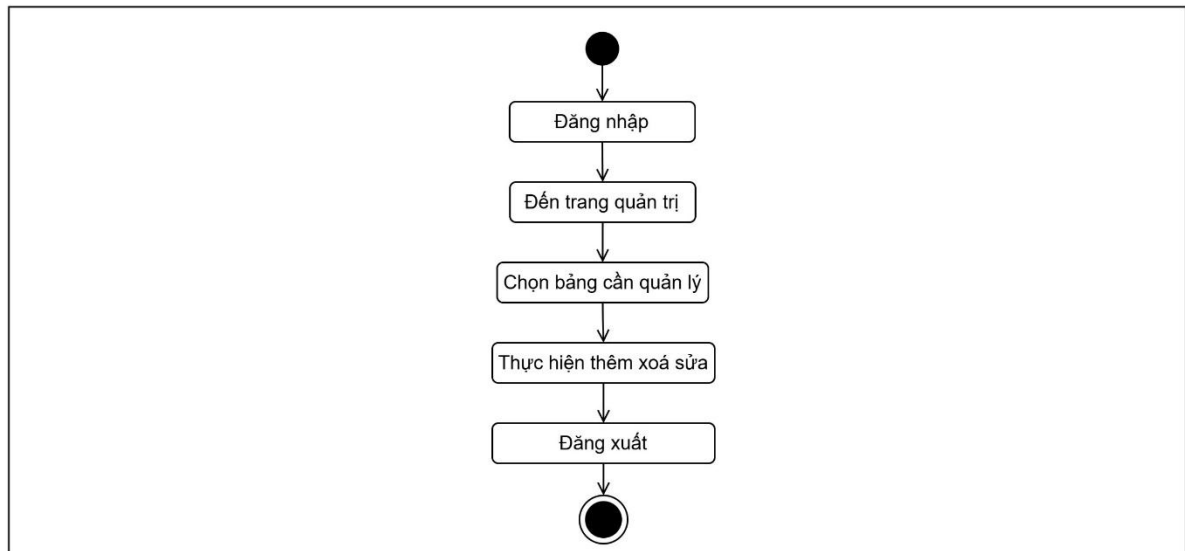 Đăng nhập
Đến trang quản trị
Chọn bảng cần quản lý
Thực hiện thêm xoá sửa
Đăng xuất